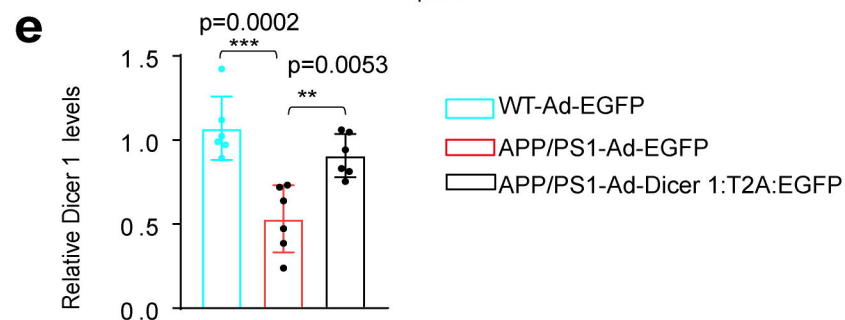 e
p=0.0002
***
p=0.0053
**
1.5
1.0
0.5
0.0
Relative Dicer 1 levels
WT-Ad-EGFP
APP/PS1-Ad-EGFP
APP/PS1-Ad-Dicer 1:T2A:EGFP